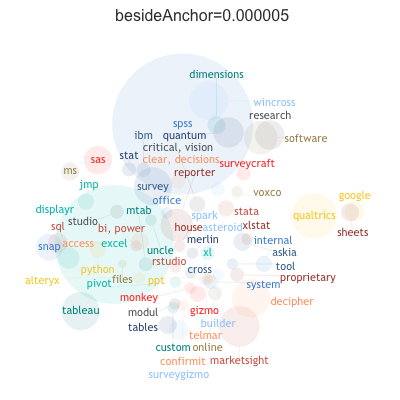 besideAnchor=0.000005
dimensions
wincross
research
spss
ibm quantum software
critical, vision
stat clear, decisions
sas surveycraft
ms reporter
jmp survey
voxco google
office
displayr mtab spark stata qualtrics
studio
sql bi, power house asteroid xlstat sheets
snap access excel merlin internal
uncle xl askia
rstudio
python cross tool
alteryx pivot files ppt system proprietary
monkey decipher
tableau modul gizmo
tables builder
telmar
custom online
confirmit marketsight
surveygizmo